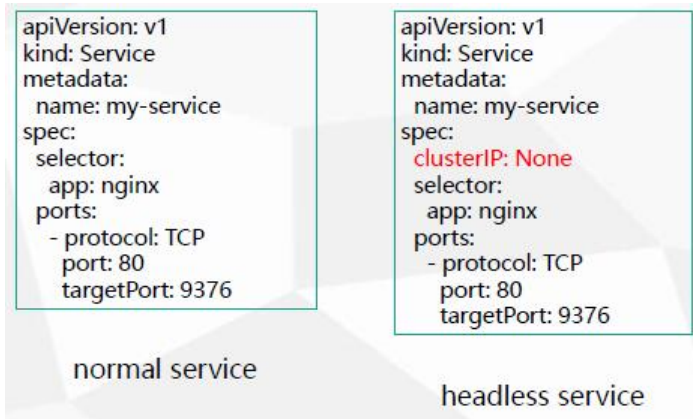 apiVersion: v1
kind: Service
metadata:
  name: my-service
spec:
  selector:
    app: nginx
  ports:
    - protocol: TCP
      port: 80
      targetPort: 9376
normal service
apiVersion: v1
kind: Service
metadata:
  name: my-service
spec:
  clusterIP: None
  selector:
    app: nginx
  ports:
    - protocol: TCP
      port: 80
      targetPort: 9376
headless service